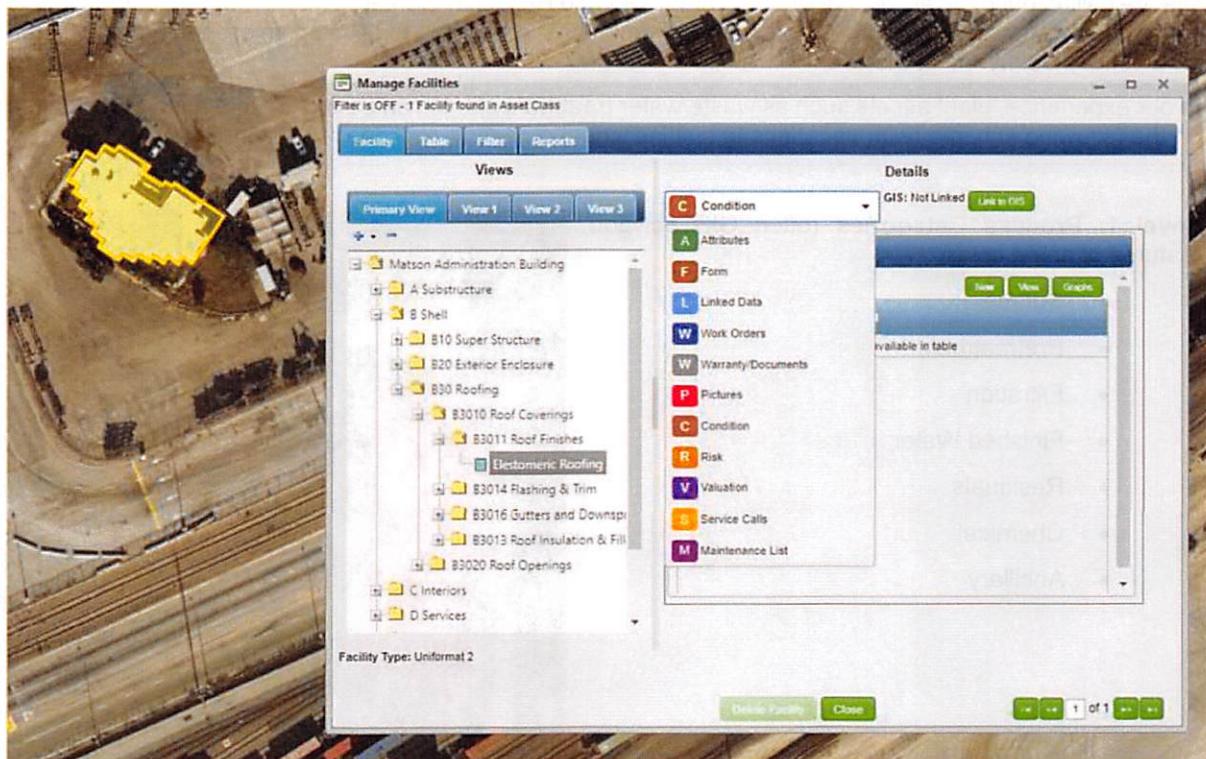 Manage Facilities
Filter is OFF - 1 Facility found in Asset Class
Facility Table Filter Reports
Views
Primary View View 1 View 2 View 3
Matson Administration Building
A Substructure
B Shell
B10 Super Structure
B20 Exterior Enclosure
B30 Roofing
B3010 Roof Coverings
B3011 Roof Finishes
Elestomeric Roofing
B3014 Flashing & Trim
B3016 Gutters and Downsp
B3013 Roof Insulation & Fill
B3020 Roof Openings
C Interiors
D Services
Facility Type: Uniformat 2
Details
C Condition
GIS: Not Linked Link to GIS
A Attributes
F Form
L Linked Data
W Work Orders
W Warranty/Documents
P Pictures
C Condition
R Risk
V Valuation
S Service Calls
M Maintenance List
New View Graphs
available in table
Delete Facility Close
1 of 1